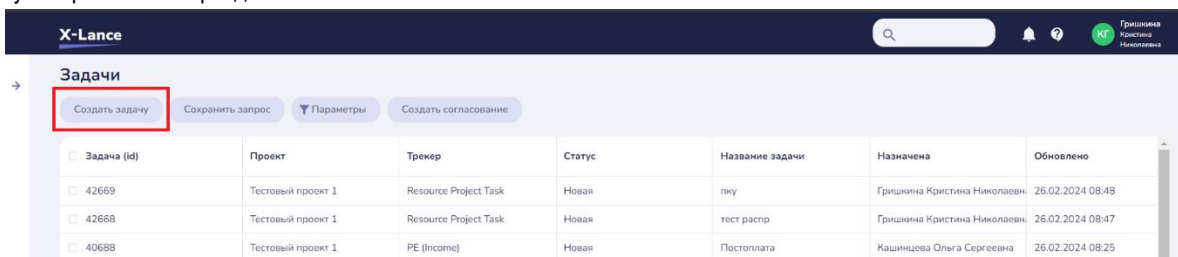 X-Lance
КГ
Гришкина
Кристина
Николаевна
Задачи
Создать задачу Сохранить запрос Параметры Создать согласование
Задача (id) Проект Трекер Статус Название задачи Назначена Обновлено
42669 Тестовый проект 1 Resource Project Task Новая пку Гришкина Кристина Николаевн 26.02.2024 08:48
42668 Тестовый проект 1 Resource Project Task Новая тест распр Гришкина Кристина Николаевн 26.02.2024 08:47
40688 Тестовый проект 1 PE (Income) Новая Постоплата Кашинцева Ольга Сергеевна 26.02.2024 08:25